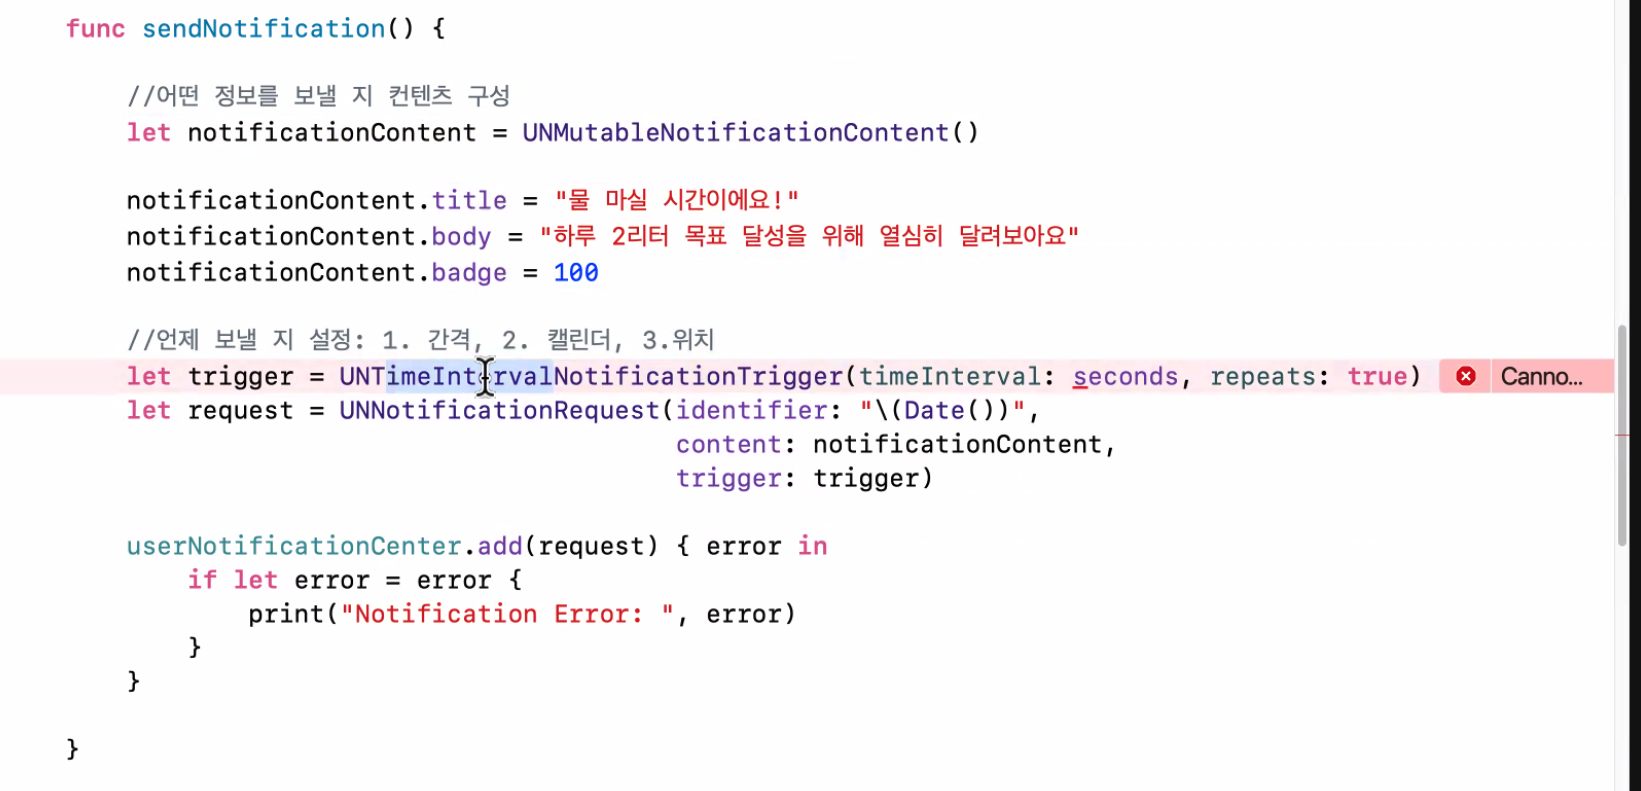 func sendNotification() {
//어떤 정보를 보낼 지 컨텐츠 구성
let notificationContent = UNMutableNotificationContent()
notificationContent.title = "물 마실 시간이에요!"
notificationContent.body = "하루 2리터 목표 달성을 위해 열심히 달려보아요"
notificationContent.badge = 100
//언제 보낼 지 설정: 1. 간격, 2. 캘린더, 3.위치
let trigger = UNTimeIntervalNotificationTrigger(timeInterval: seconds, repeats: true) Canno...
let request = UNNotificationRequest(identifier: "\(Date())",
content: notificationContent,
trigger: trigger)
userNotificationCenter.add(request) { error in
if let error = error {
print("Notification Error: ", error)
}
}
}